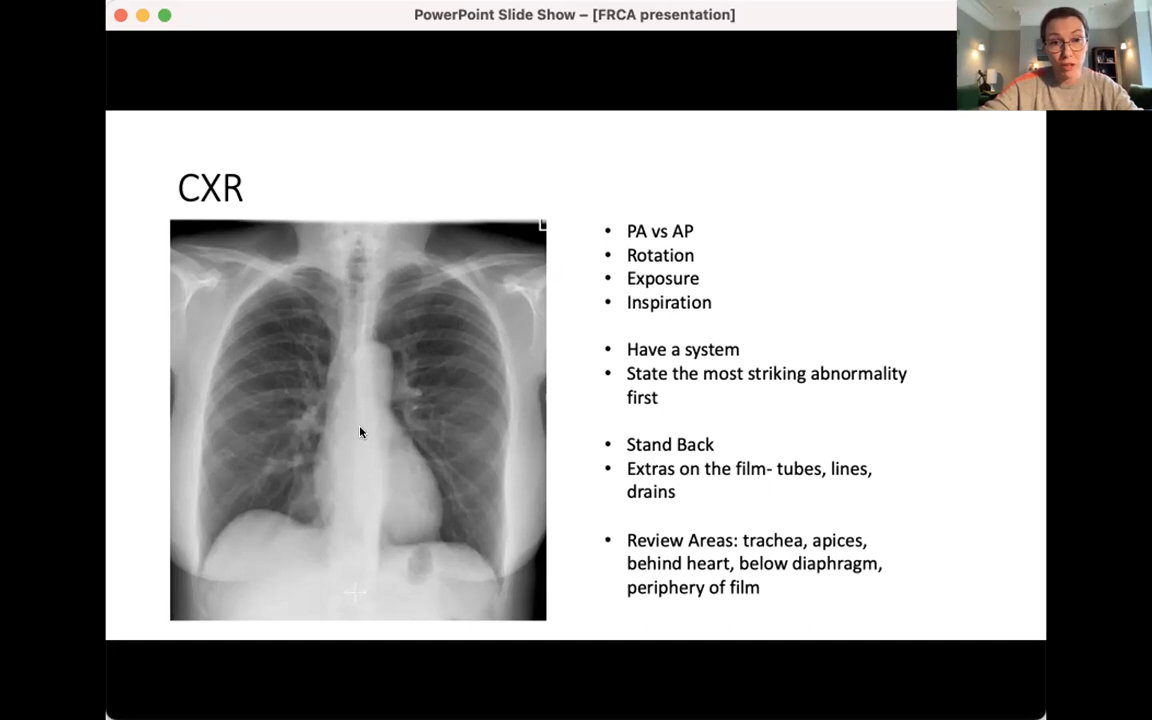 PowerPoint Slide Show – [FRCA presentation]
CXR
L
• PA vs AP
• Rotation
• Exposure
• Inspiration
• Have a system
• State the most striking abnormality
first
• Stand Back
• Extras on the film- tubes, lines,
drains
• Review Areas: trachea, apices,
behind heart, below diaphragm,
periphery of film